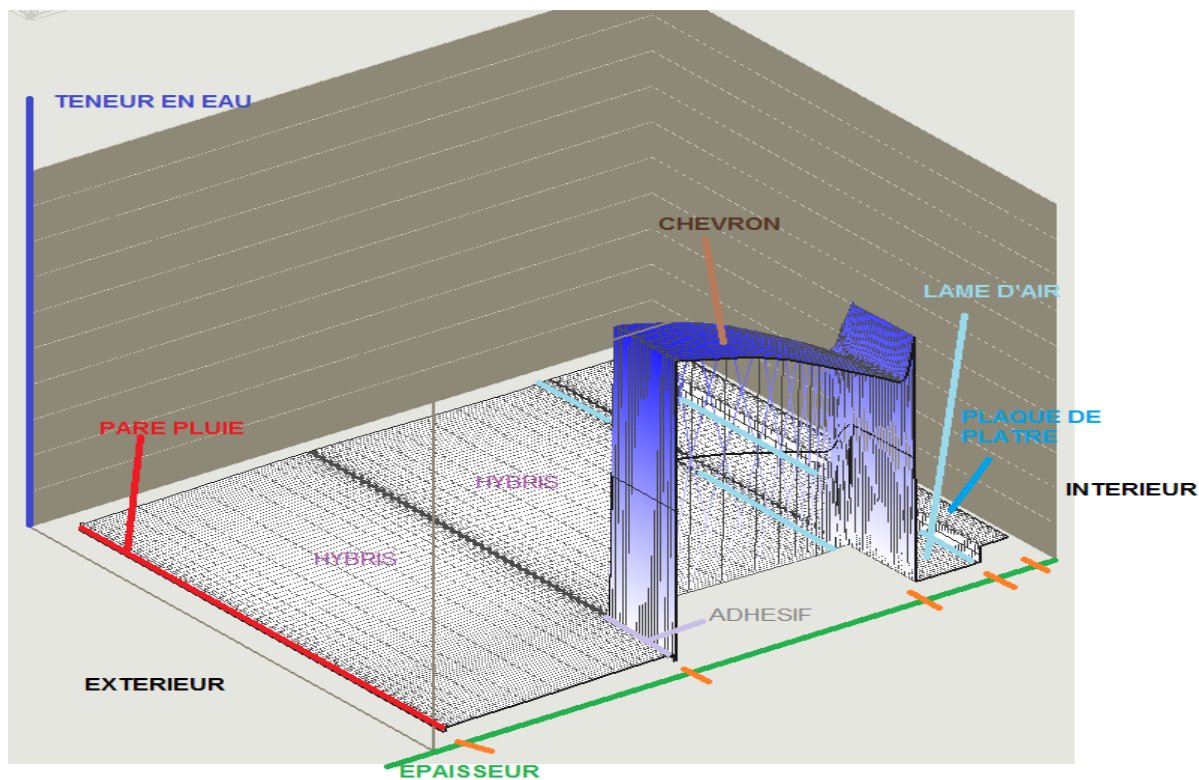 TENEUR EN EAU
CHEVRON
LAME D'AIR
PARE PLUIE
PLAQUE DE
PLATRE
HYBRIS
INTERIEUR
HYBRIS
ADHESIF
EXTERIEUR
EPAISSEUR